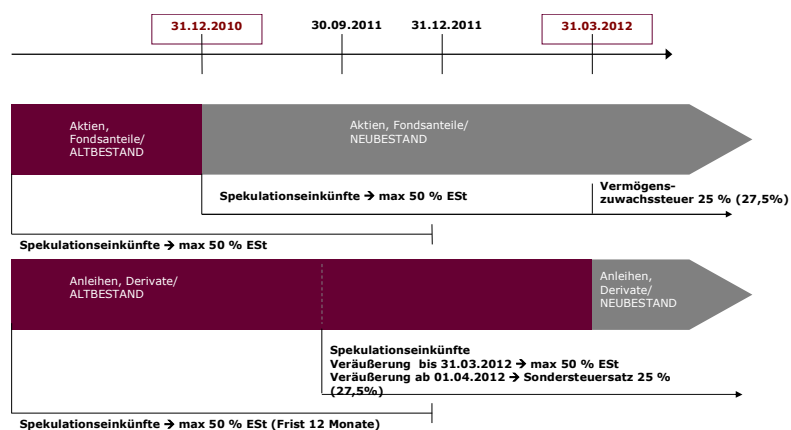 31.12.2010 30.09.2011 31.12.2011 31.03.2012
Aktien,
Fondsanteile/
ALTBESTAND
Aktien, Fondsanteile/
NEUBESTAND
Spekulationseinkünfte → max 50 % ESt
Vermögens-
zuwachssteuer 25 % (27,5%)
Spekulationseinkünfte → max 50 % ESt
Anleihen, Derivate/
ALTBESTAND
Anleihen,
Derivate/
NEUBESTAND
Spekulationseinkünfte
Veräußerung bis 31.03.2012 → max 50 % ESt
Veräußerung ab 01.04.2012 → Sondersteuersatz 25 %
(27,5%)
Spekulationseinkünfte → max 50 % ESt (Frist 12 Monate)